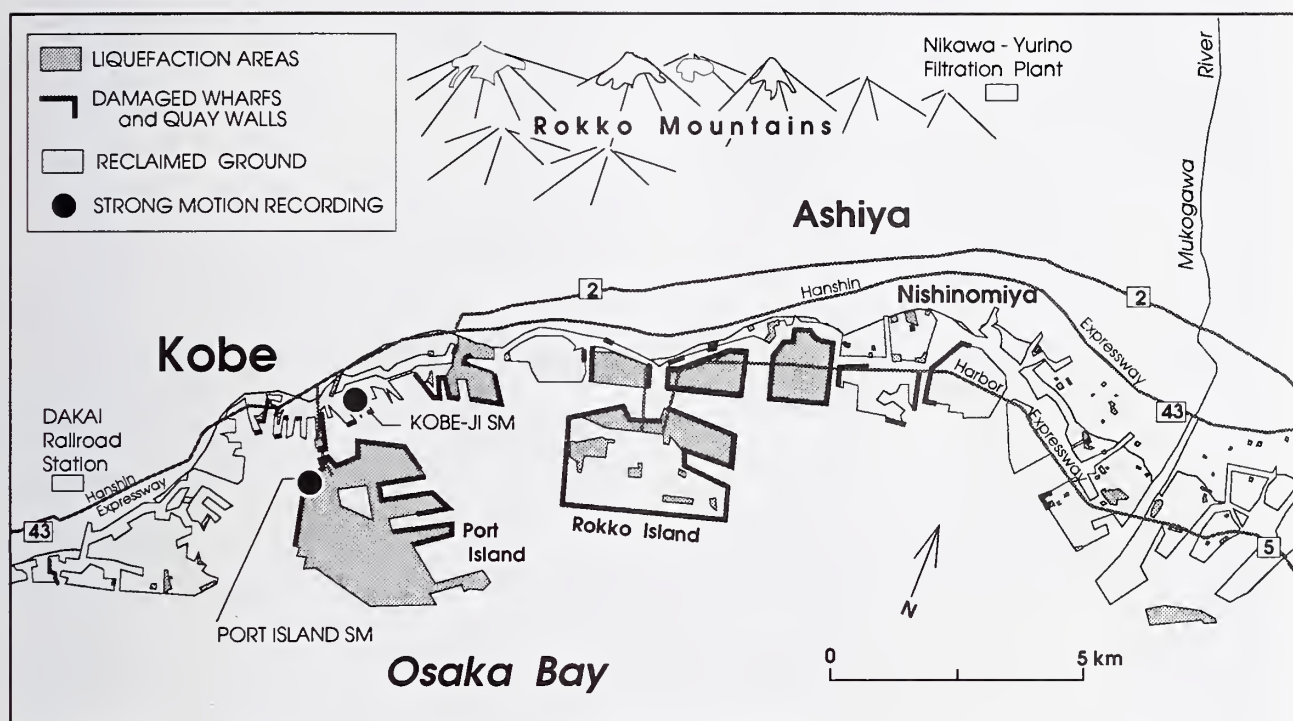 LIQUEFACTION AREAS
DAMAGED WHARFS
and QUAY WALLS
RECLAIMED GROUND
STRONG MOTION RECORDING
Nikawa - Yurino
Filtration Plant
River
Rokko Mountains
Mukogawa
Ashiya
2
Hanshin
Nishinomiya
2
Expressway
Kobe
Harbor
Expressway
43
DAKAI
Railroad
Station
KOBE-JI SM
Hanshin
Expressway
43
Port
Island
Rokko Island
5
N
PORT ISLAND SM
Osaka Bay
0
5 km